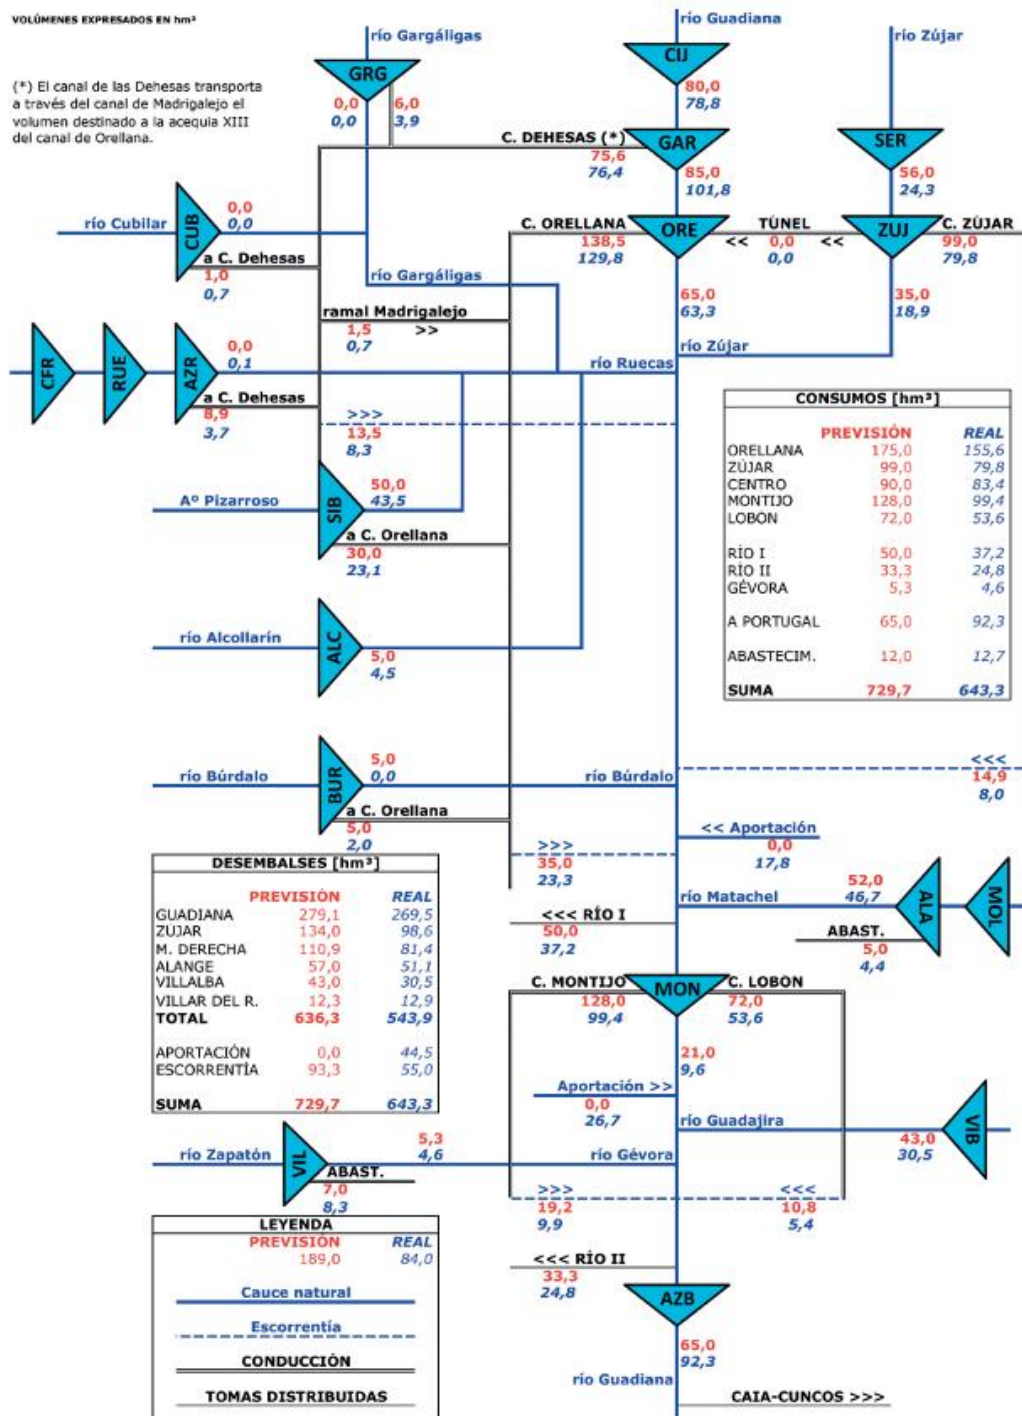 VOLÚMENES EXPRESADOS EN hm³
río Gargáligas
río Guadiana
río Zújar
(*) El canal de las Dehesas transporta
a través del canal de Madrigalejo el
volumen destinado a la acequia XIII
del canal de Orellana.
GRG
0,0
0,0
6,0
3,9
CIJ
80,0
78,8
C. DEHESAS (*)
75,6
76,4
GAR
85,0
101,8
SER
56,0
24,3
río Cubilar
CUB
0,0
0,0
a C. Dehesas
1,0
0,7
C. ORELLANA
138,5
129,8
ORE
TÚNEL
<< 0,0 <<
0,0
ZUJ
C. ZÚJAR
99,0
79,8
río Gargáligas
65,0
63,3
35,0
18,9
ramal Madrigalejo
1,5 >>
0,7
río Zújar
CFR
RUE
AZR
0,0
0,1
río Ruecas
a C. Dehesas
8,9
3,7
>>>
13,5
8,3
Aº Pizarroso
SIB
50,0
43,5
a C. Orellana
30,0
23,1
CONSUMOS [hm³]
PREVISIÓN REAL
ORELLANA 175,0 155,6
ZÚJAR 99,0 79,8
CENTRO 90,0 83,4
MONTIJO 128,0 99,4
LOBÓN 72,0 53,6
RÍO I 50,0 37,2
RÍO II 33,3 24,8
GÉVORA 5,3 4,6
A PORTUGAL 65,0 92,3
ABASTECIM. 12,0 12,7
SUMA 729,7 643,3
río Alcollarín
ALC
5,0
4,5
río Búrdalo
BUR
5,0
0,0
río Búrdalo
a C. Orellana
5,0
2,0
<<<
14,9
8,0
<< Aportación
0,0
17,8
>>>
35,0
23,3
río Matachel
52,0
46,7
ALA
MOL
ABAST.
5,0
4,4
<<< RÍO I
50,0
37,2
DESEMBALSES [hm³]
PREVISIÓN REAL
GUADIANA 279,1 269,5
ZUJAR 134,0 98,6
M. DERECHA 110,9 81,4
ALANGE 57,0 51,1
VILLALBA 43,0 30,5
VILLAR DEL R. 12,3 12,9
TOTAL 636,3 543,9
APORTACIÓN 0,0 44,5
ESCORRENTÍA 93,3 55,0
SUMA 729,7 643,3
C. MONTIJO
128,0
99,4
MON
C. LOBÓN
72,0
53,6
21,0
9,6
Aportación >>
0,0
26,7
río Guadajira
VIB
43,0
30,5
río Zapatón
VIL
5,3
4,6
río Gévora
ABAST.
7,0
8,3
>>>
19,2
9,9
<<<
10,8
5,4
LEYENDA
PREVISIÓN REAL
189,0 84,0
Cauce natural
Escorrentía
CONDUCCIÓN
TOMAS DISTRIBUIDAS
<<< RÍO II
33,3
24,8
AZB
65,0
92,3
río Guadiana
CAIA-CUNCOS >>>